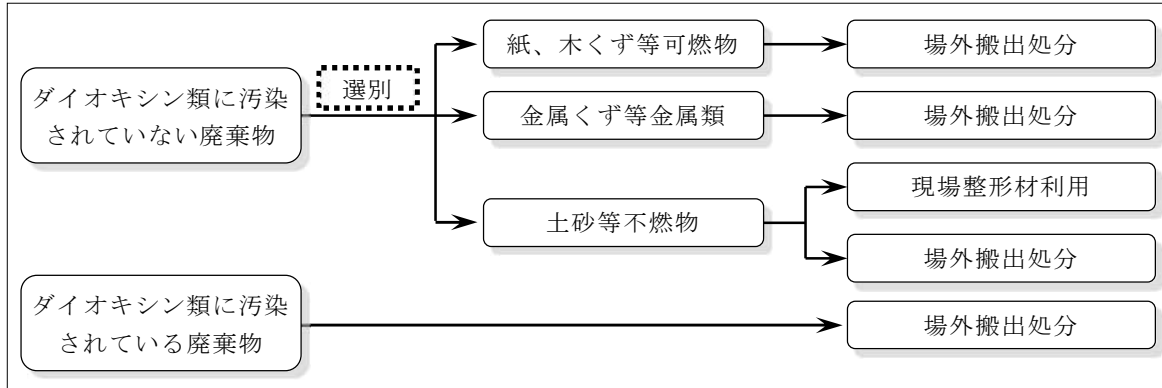 ダイオキシン類に汚染
されていない廃棄物
選別
紙、木くず等可燃物
場外搬出処分
金属くず等金属類
場外搬出処分
土砂等不燃物
現場整形材利用
場外搬出処分
ダイオキシン類に汚染
されている廃棄物
場外搬出処分